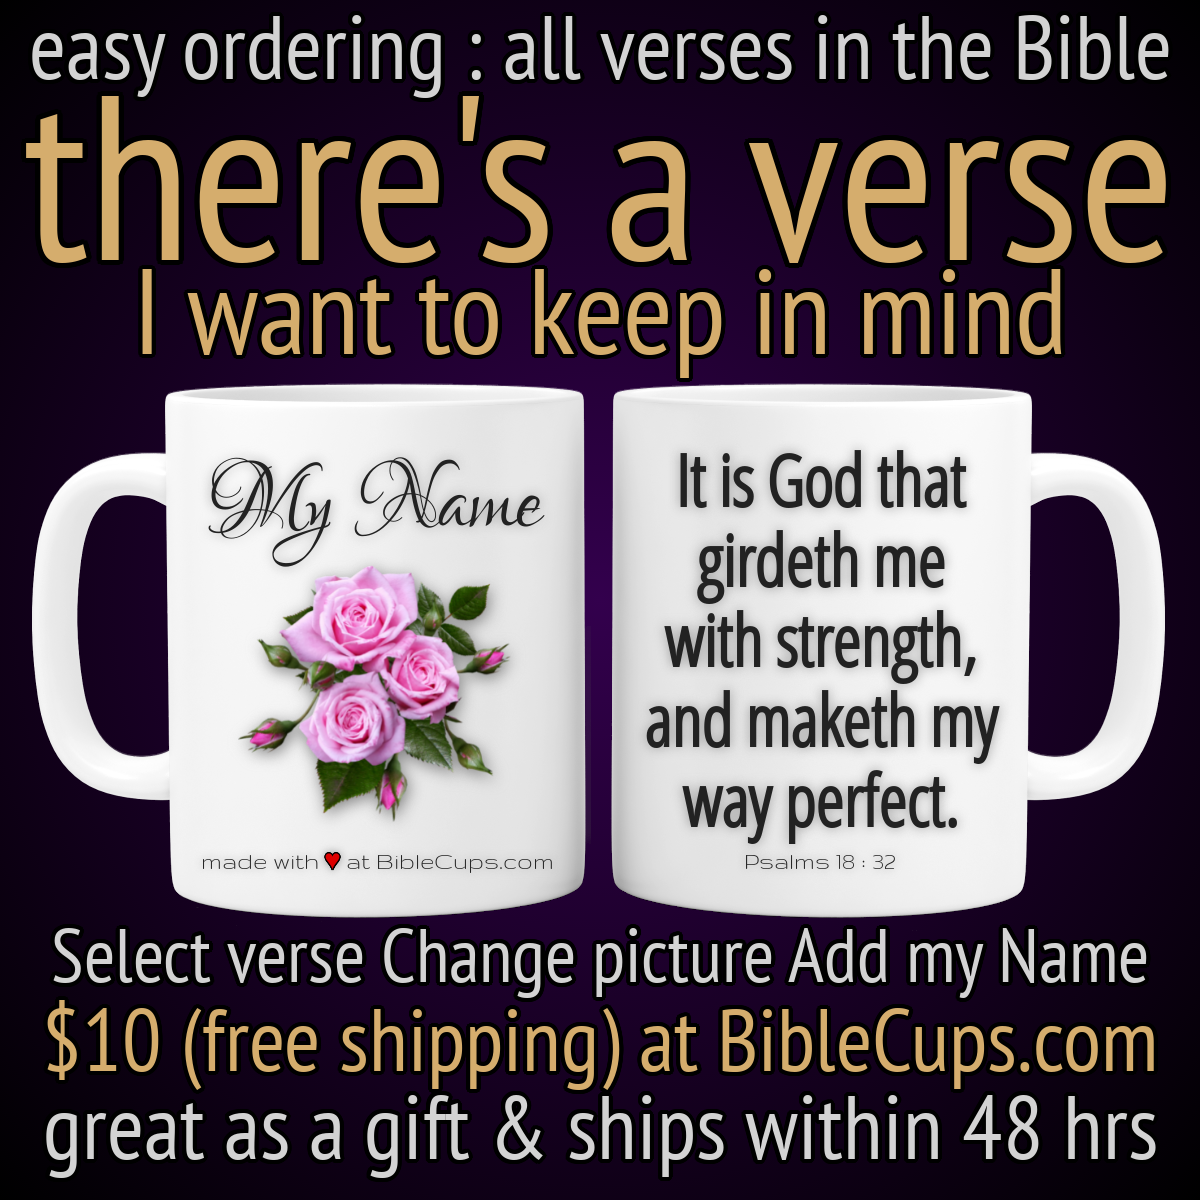 easy ordering : all verses in the Bible
there's a verse
I want to keep in mind
My Name
made with ♥ at BibleCups.com
It is God that
girdeth me
with strength,
and maketh my
way perfect.
Psalms 18 : 32
Select verse Change picture Add my Name
$10 (free shipping) at BibleCups.com
great as a gift & ships within 48 hrs